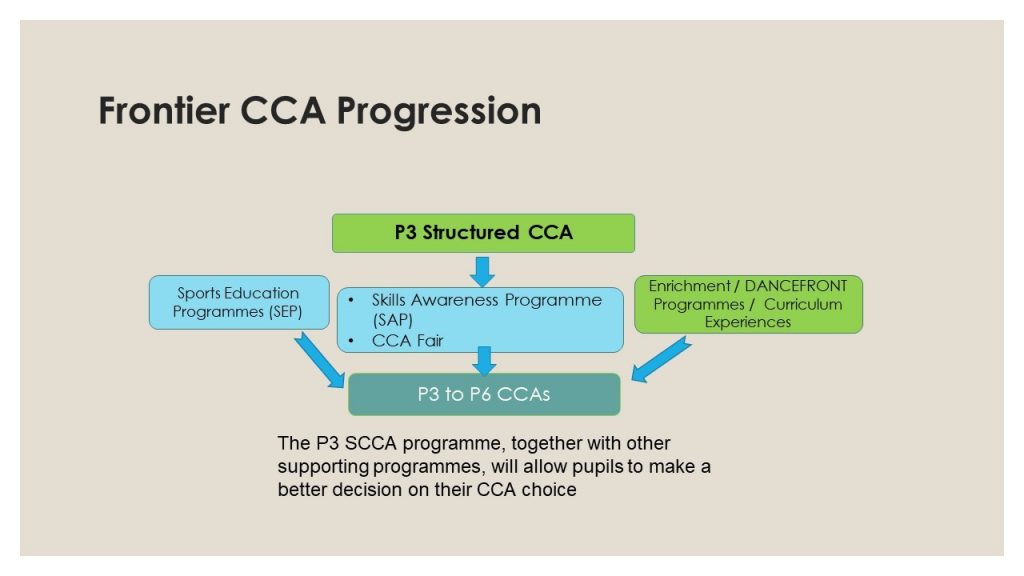 Frontier CCA Progression
P3 Structured CCA
Sports Education
Programmes (SEP)
• Skills Awareness Programme
(SAP)
• CCA Fair
Enrichment / DANCEFRONT
Programmes / Curriculum
Experiences
P3 to P6 CCAs
The P3 SCCA programme, together with other
supporting programmes, will allow pupils to make a
better decision on their CCA choice